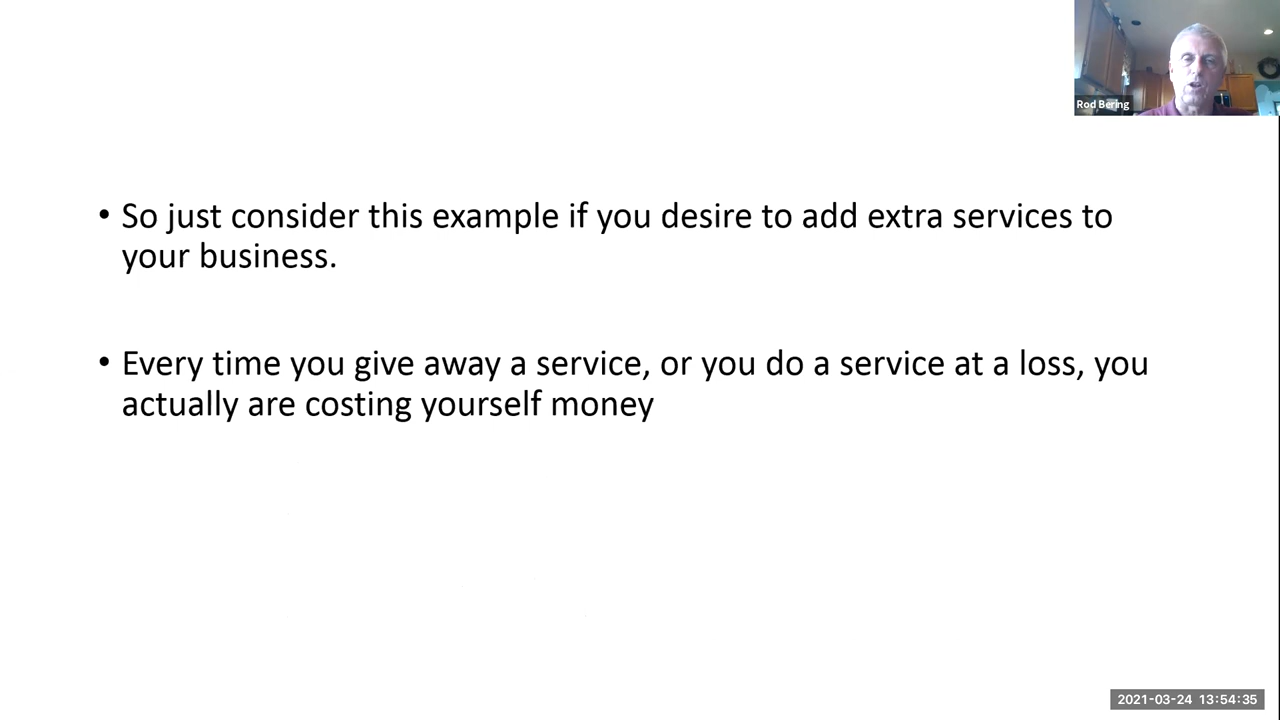 Rod Bering
• So just consider this example if you desire to add extra services to
your business.
• Every time you give away a service, or you do a service at a loss, you
actually are costing yourself money
2021-03-24 13:54:35